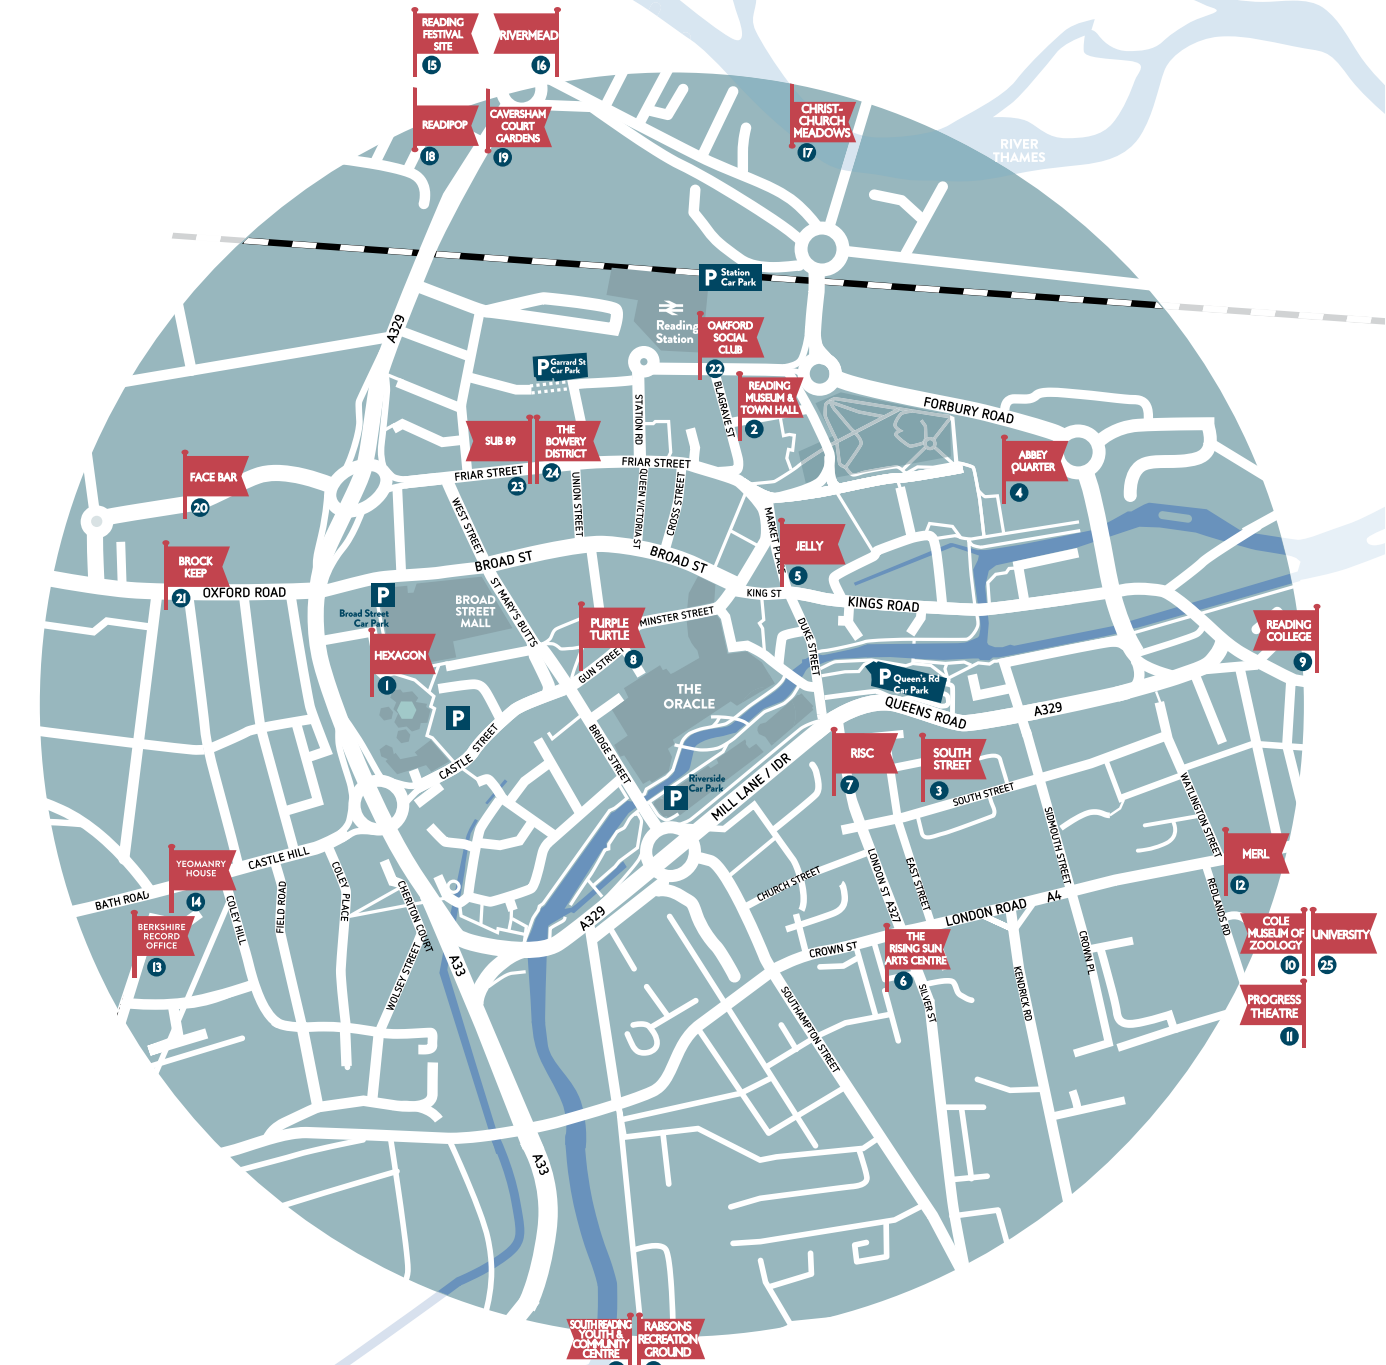 READING
FESTIVAL
SITE
15
RIVERMEAD
16
READIPOP
18
CAVERSHAM
COURT
GARDENS
19
CHRIST-
CHURCH
MEADOWS
17
RIVER
THAMES
P Station
Car Park
Reading
Station
A329
OAKFORD
SOCIAL
CLUB
22
P Garrard St
Car Park
READING
MUSEUM &
TOWN HALL
2
BLAGRAVE ST
STATION RD
FORBURY ROAD
SUB 89
23
THE
BOWERY
DISTRICT
24
FRIAR STREET
FRIAR STREET
ABBEY
QUARTER
4
FACE BAR
20
WEST STREET
UNION STREET
QUEEN VICTORIA ST
CROSS STREET
MARKET PLACE
JELLY
5
BROCK
KEEP
21
OXFORD ROAD
BROAD ST
BROAD ST
KING ST
KINGS ROAD
P
Broad Street
Car Park
BROAD
STREET
MALL
ST MARY'S BUTTS
PURPLE
TURTLE
8
MINSTER STREET
GUN STREET
DUKE STREET
READING
COLLEGE
9
HEXAGON
1
P
THE
ORACLE
P Queen's Rd
Car Park
QUEENS ROAD
A329
CASTLE STREET
BRIDGE STREET
RISC
7
SOUTH
STREET
3
SOUTH STREET
Riverside
Car Park
P
MILL LANE / IDR
WATLINGTON STREET
SIDMOUTH STREET
MERL
12
YEOMANRY
HOUSE
14
CASTLE HILL
BATH ROAD
COLEY HILL
FIELD ROAD
COLEY PLACE
CHERITON COURT
CHURCH STREET
LONDON ST A327
EAST STREET
LONDON ROAD
A4
REDLANDS RD
BERKSHIRE
RECORD
OFFICE
13
A329
A33
WOLSEY STREET
CROWN ST
THE
RISING SUN
ARTS CENTRE
6
CROWN PL
COLE
MUSEUM OF
ZOOLOGY
10
UNIVERSITY
25
KENDRICK RD
SILVER ST
SOUTHAMPTON STREET
PROGRESS
THEATRE
11
A33
SOUTH READING
YOUTH &
COMMUNITY
CENTRE
RABSONS
RECREATION
GROUND